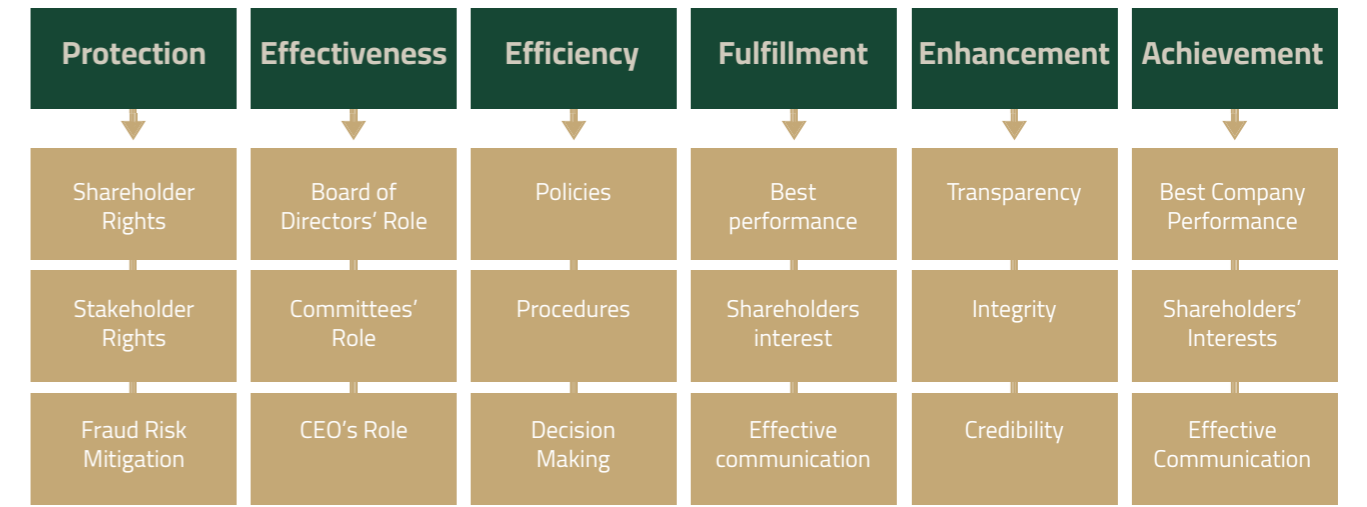 Protection
Effectiveness
Efficiency
Fulfillment
Enhancement
Achievement
Shareholder
Rights
Board of
Directors’ Role
Policies
Best
performance
Transparency
Best Company
Performance
Stakeholder
Rights
Committees’
Role
Procedures
Shareholders
interest
Integrity
Shareholders’
Interests
Fraud Risk
Mitigation
CEO’s Role
Decision
Making
Effective
communication
Credibility
Effective
Communication